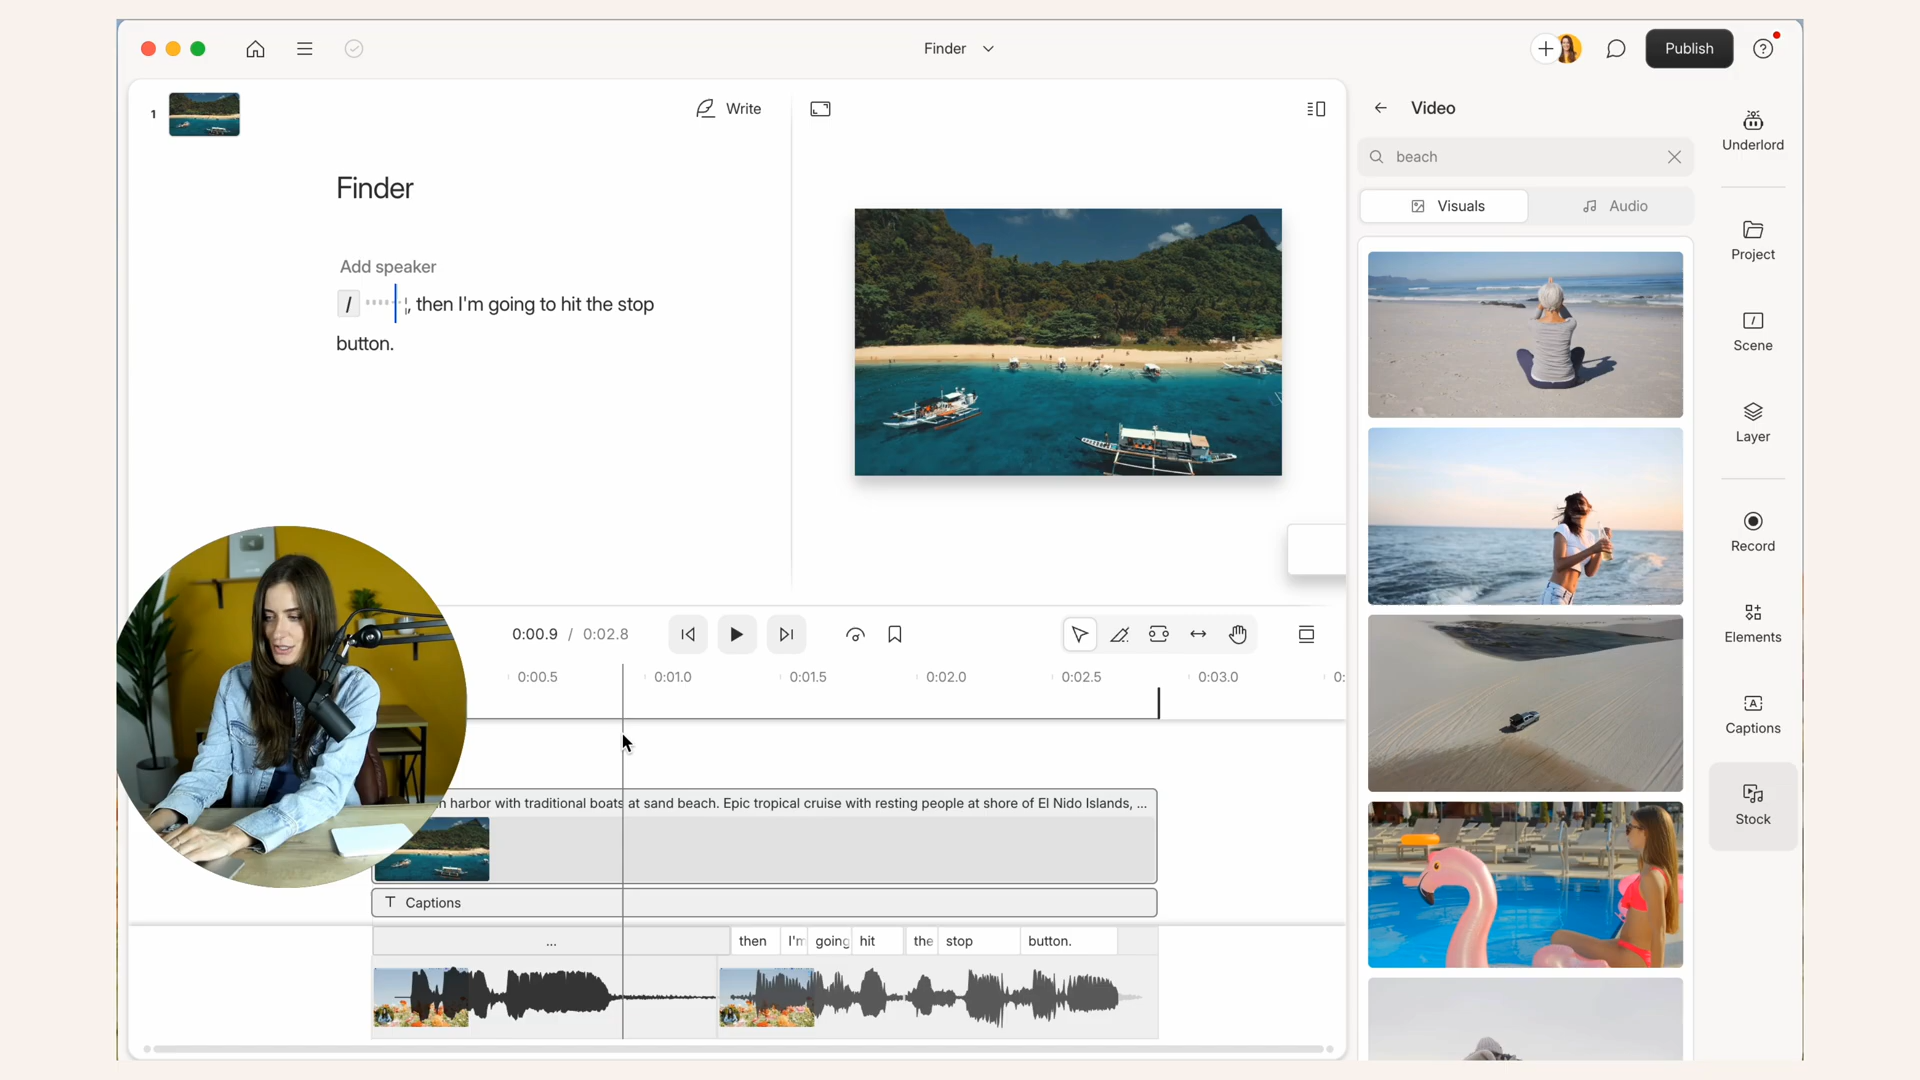 Finder
Publish
1
Write
Video
beach
Visuals
Audio
Underlord
Project
Scene
Layer
Record
Elements
Captions
Stock
Finder
Add speaker
/ , then I'm going to hit the stop
button.
0:00.9 / 0:02.8
0:00.5
0:01.0
0:01.5
0:02.0
0:02.5
0:03.0
0:
harbor with traditional boats at sand beach. Epic tropical cruise with resting people at shore of El Nido Islands, ...
T Captions
... then I'm going hit the stop button.